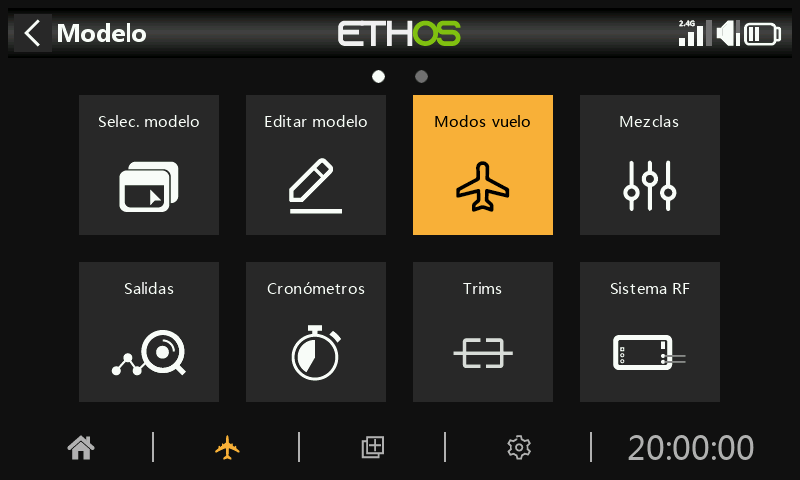 Modelo
ETHOS
2.4G
Selec. modelo
Editar modelo
Modos vuelo
Mezclas
Salidas
Cronómetros
Trims
Sistema RF
20:00:00